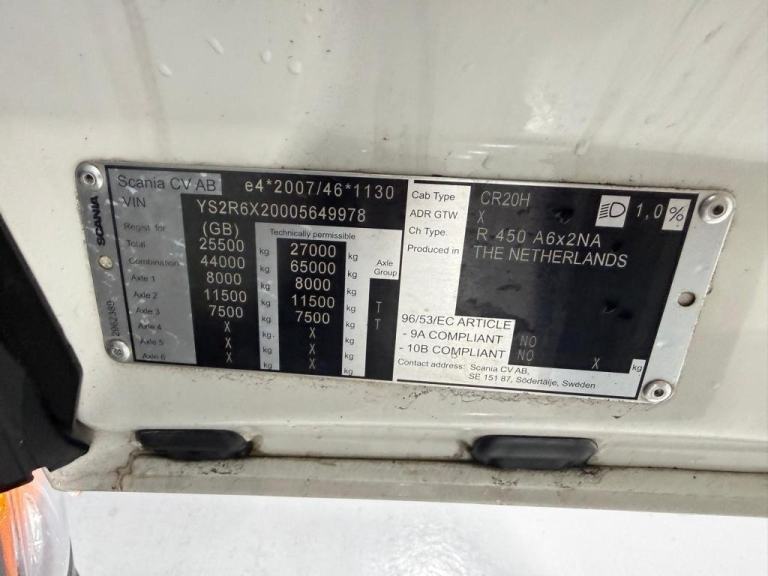 Scania CV AB e4*2007/46*1130
VIN YS2R6X20005649978
Regist for (GB) Technically permissible
Total 25500 kg 27000 kg Axle Group
Combination 44000 kg 65000 kg
Axle 1 8000 kg 8000 kg
Axle 2 11500 kg 11500 kg T
Axle 3 7500 kg 7500 kg T
Axle 4 X kg X kg
Axle 5 X kg X kg
Axle 6 X kg X kg
SCANIA
2062389
Cab Type CR20H 1,0 %
ADR GTW X
Ch Type. R 450 A6x2NA
Produced in THE NETHERLANDS
96/53/EC ARTICLE
- 9A COMPLIANT NO
- 10B COMPLIANT NO X kg
Contact address: Scania CV AB,
SE 151 87, Södertälje, Sweden